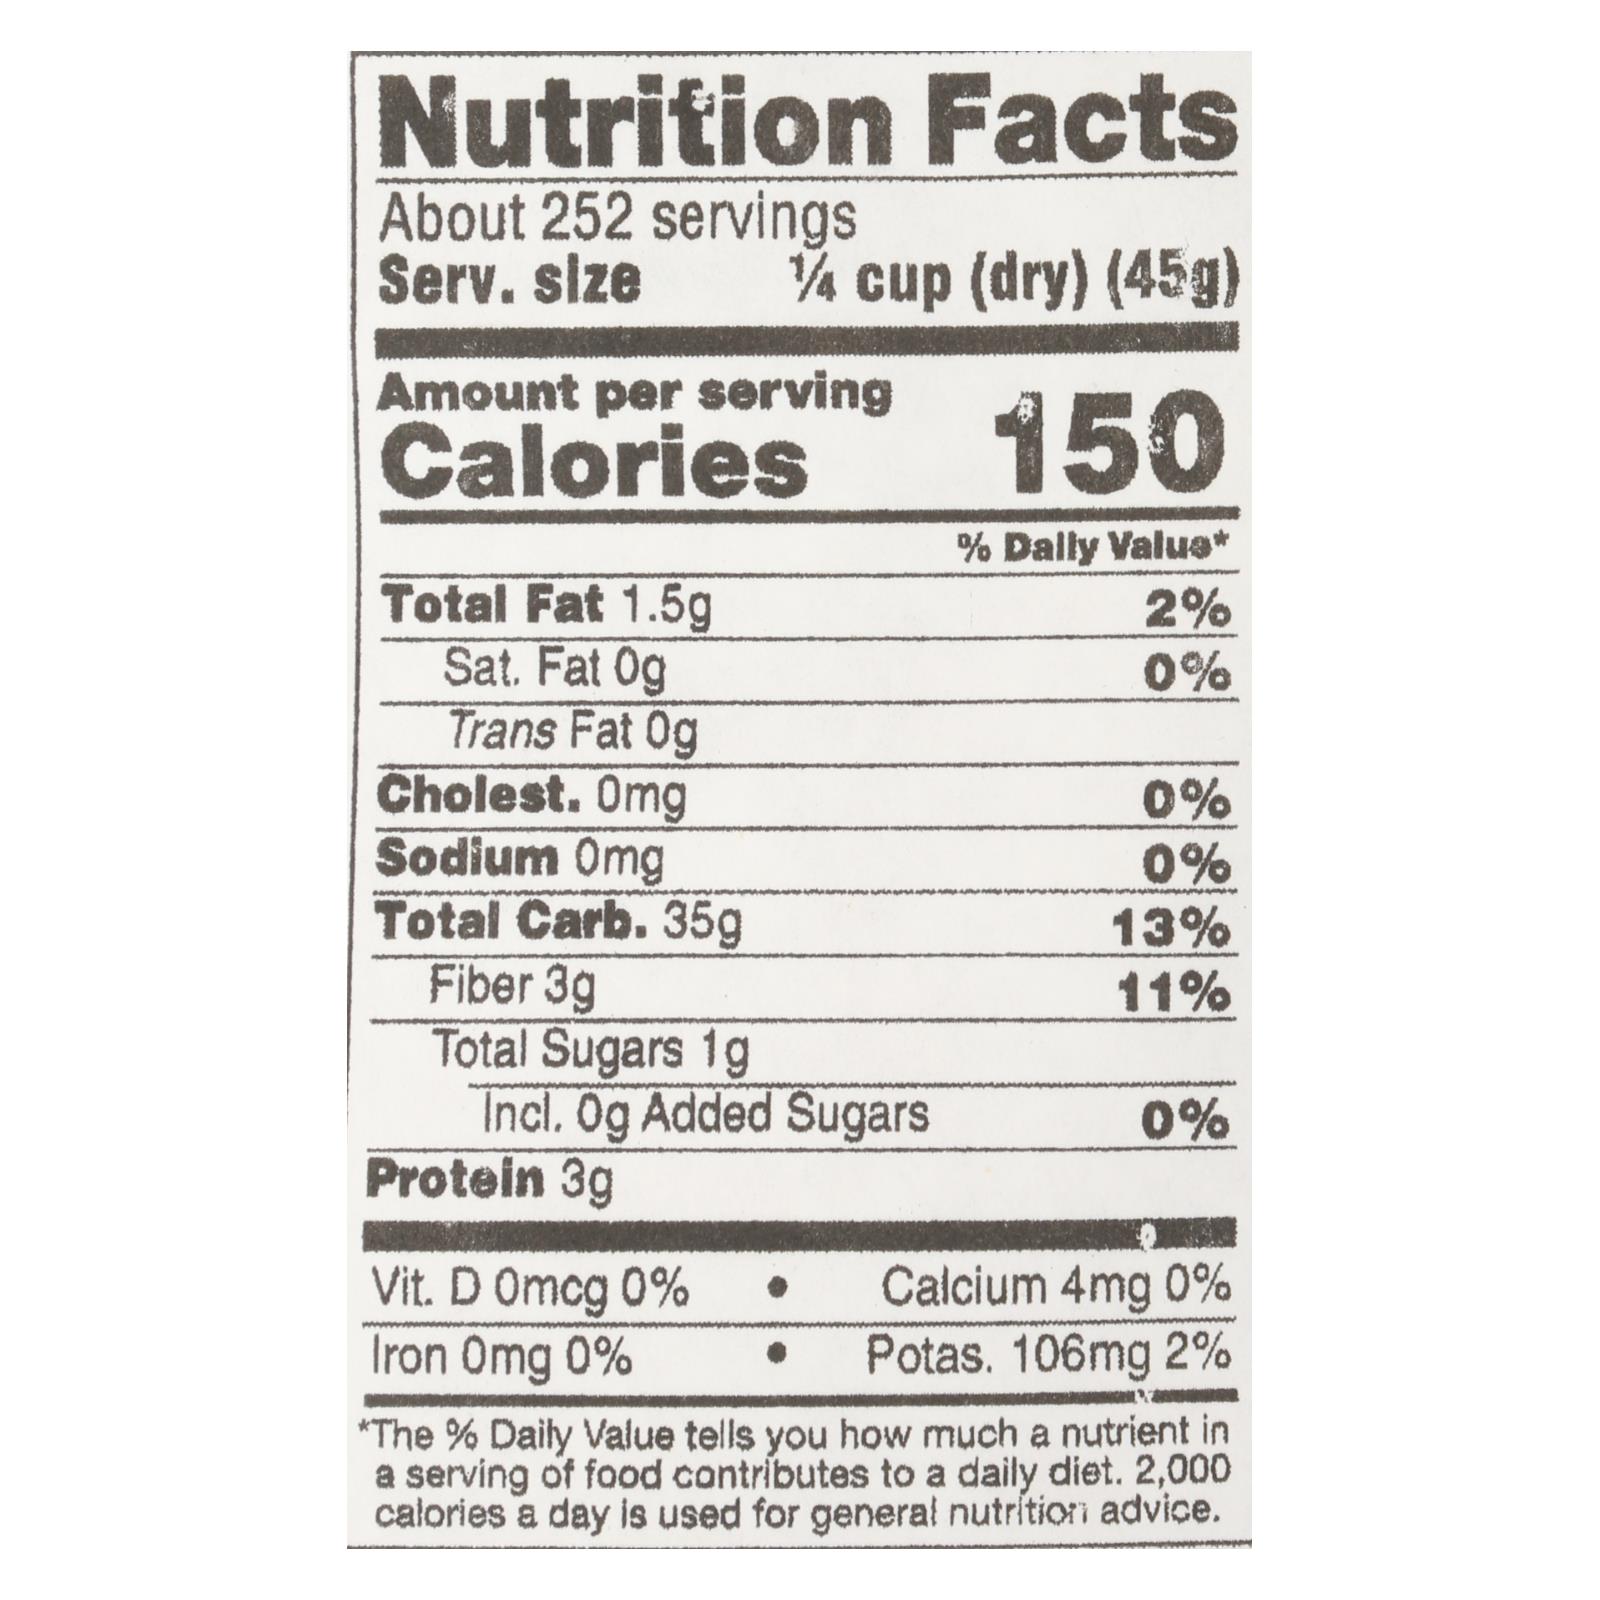 Nutrition Facts
About 252 servings
Serv. size ¼ cup (dry) (45g)
Amount per serving
Calories 150
% Daily Value*
Total Fat 1.5g 2%
Sat. Fat 0g 0%
Trans Fat 0g
Cholest. 0mg 0%
Sodium 0mg 0%
Total Carb. 35g 13%
Fiber 3g 11%
Total Sugars 1g
Incl. 0g Added Sugars 0%
Protein 3g
Vit. D 0mcg 0% • Calcium 4mg 0%
Iron 0mg 0% • Potas. 106mg 2%
*The % Daily Value tells you how much a nutrient in
a serving of food contributes to a daily diet. 2,000
calories a day is used for general nutrition advice.